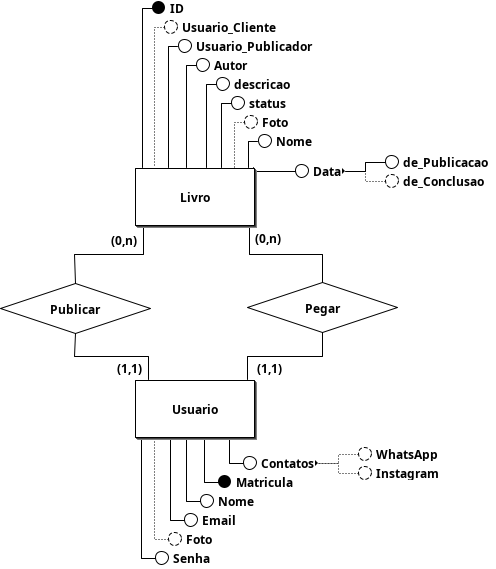 ID
Usuario_Cliente
Usuario_Publicador
Autor
descricao
status
Foto
Nome
Data
de_Publicacao
de_Conclusao
Livro
(0,n)
(0,n)
Publicar
Pegar
(1,1)
(1,1)
Usuario
Contatos
WhatsApp
Instagram
Matricula
Nome
Email
Foto
Senha